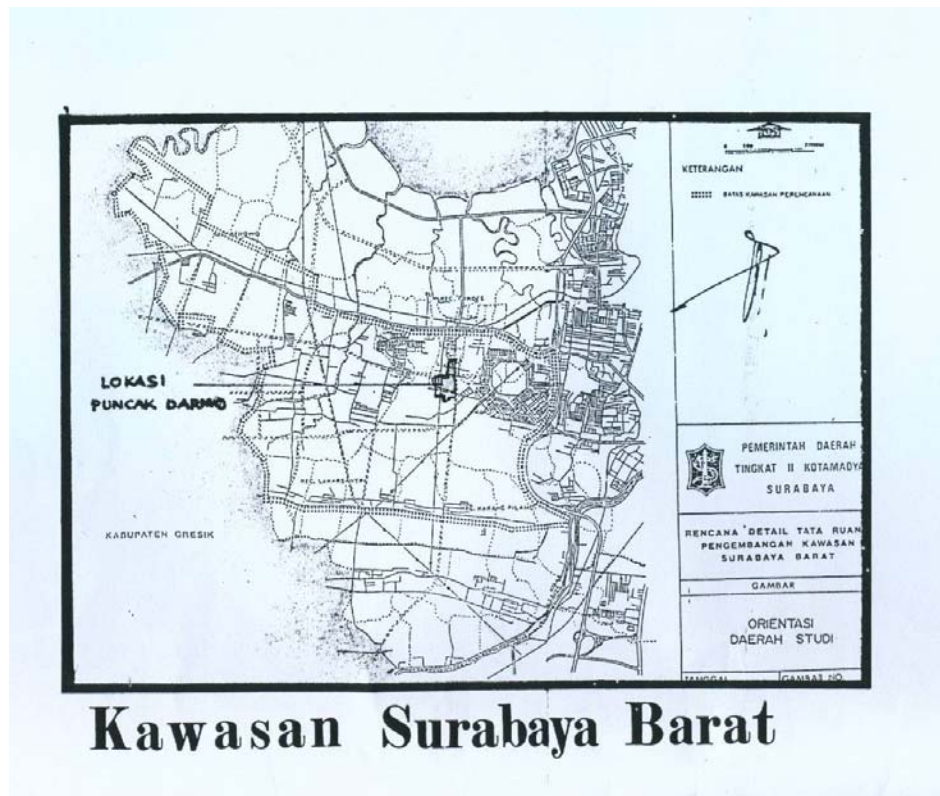 KETERANGAN
BATAS KAWASAN PERENCANAAN
LOKASI
PUNCAK DARMO
KABUPATEN GRESIK
PEMERINTAH DAERAH
TINGKAT II KOTAMADYA
SURABAYA
RENCANA DETAIL TATA RUAN
PENGEMBANGAN KAWASAN
SURABAYA BARAT
GAMBAR
ORIENTASI
DAERAH STUDI
TANGGAL
GAMBAR NO.
Kawasan Surabaya Barat